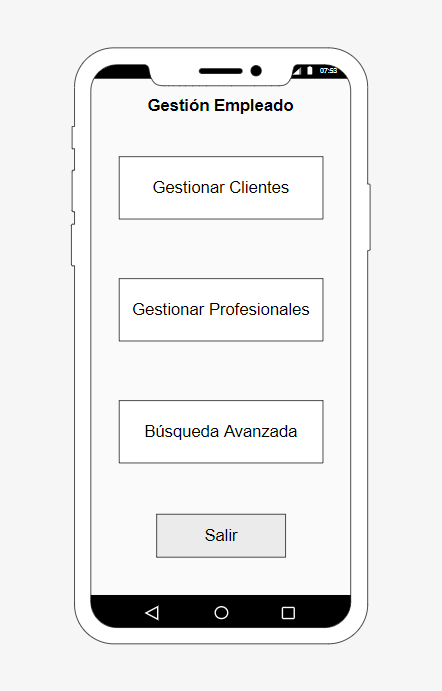 07:53
Gestión Empleado
Gestionar Clientes
Gestionar Profesionales
Búsqueda Avanzada
Salir